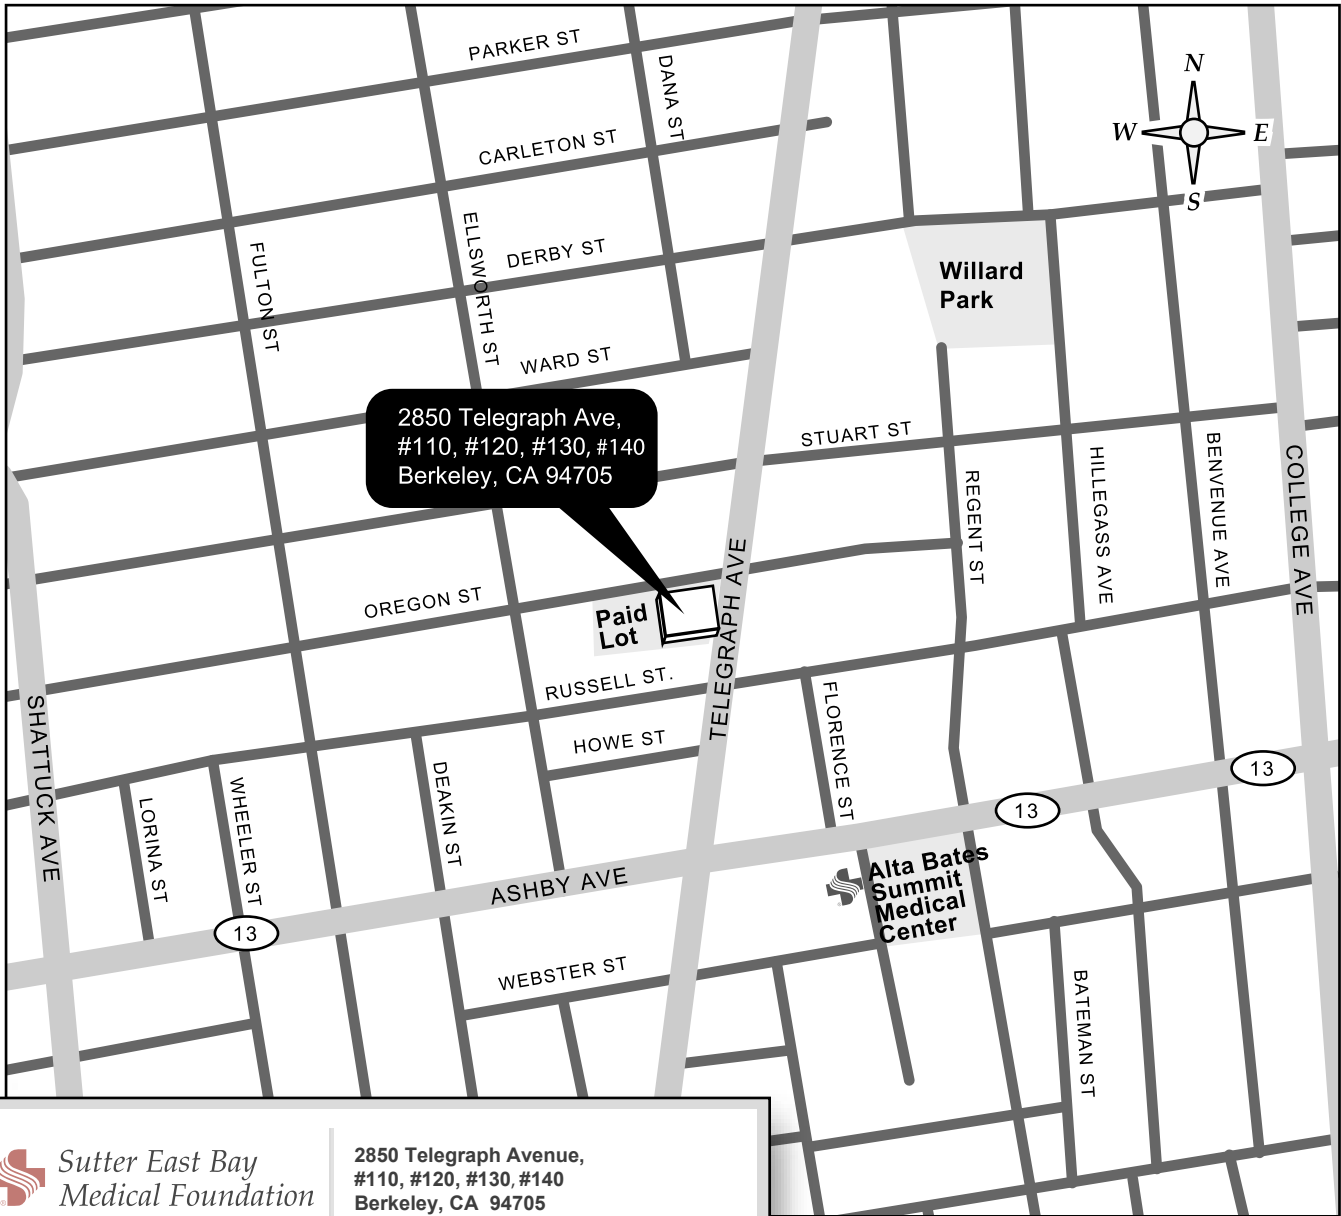 PARKER ST
DANA ST
N
W
E
S
CARLETON ST
ELLSWORTH ST
DERBY ST
FULTON ST
Willard
Park
WARD ST
2850 Telegraph Ave,
#110, #120, #130, #140
Berkeley, CA 94705
STUART ST
REGENT ST
HILLEGASS AVE
BENVENUE AVE
COLLEGE AVE
TELEGRAPH AVE
OREGON ST
Paid
Lot
RUSSELL ST.
HOWE ST
FLORENCE ST
SHATTUCK AVE
LORINA ST
WHEELER ST
DEAKIN ST
13
13
ASHBY AVE
Alta Bates
Summit
Medical
Center
13
WEBSTER ST
BATEMAN ST
Sutter East Bay
Medical Foundation
2850 Telegraph Avenue,
#110, #120, #130, #140
Berkeley, CA 94705